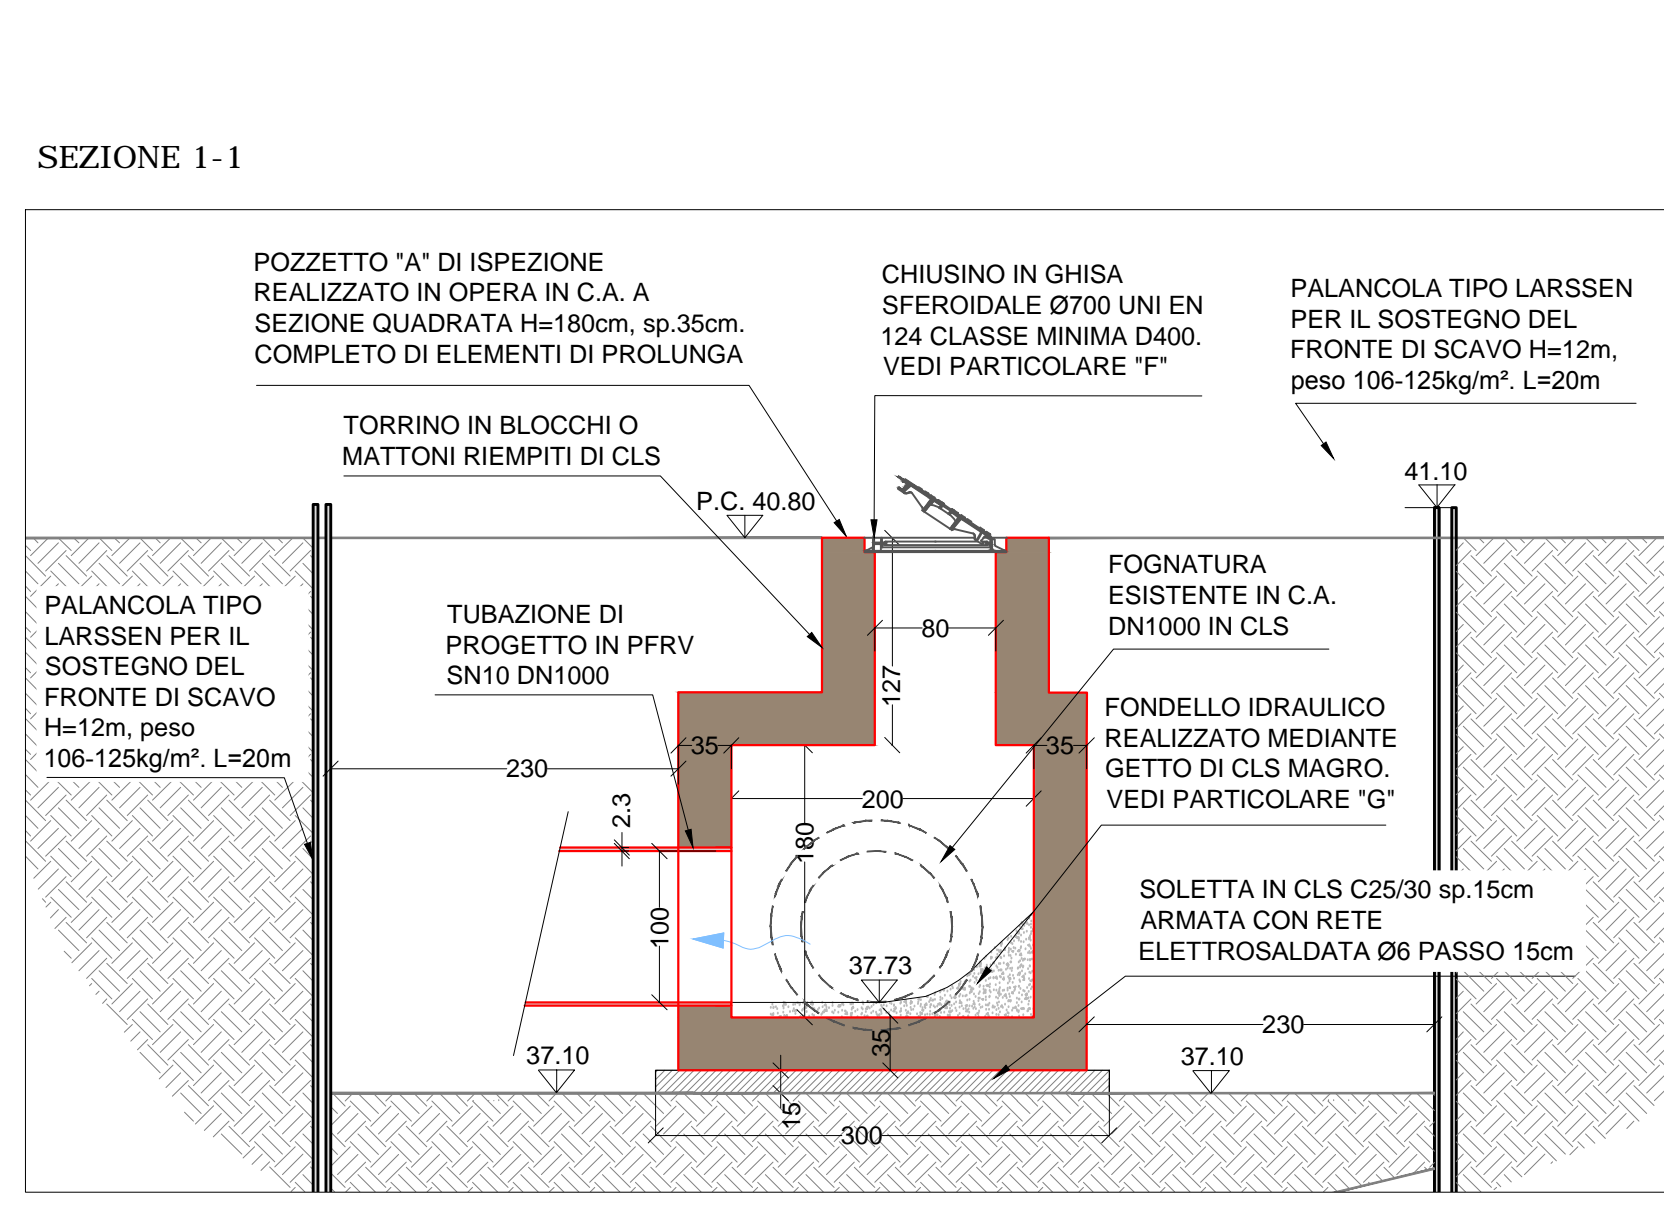 SEZIONE 1-1
POZZETTO "A" DI ISPEZIONE
REALIZZATO IN OPERA IN C.A. A
SEZIONE QUADRATA H=180cm, sp.35cm.
COMPLETO DI ELEMENTI DI PROLUNGA
CHIUSINO IN GHISA
SFEROIDALE Ø700 UNI EN
124 CLASSE MINIMA D400.
VEDI PARTICOLARE "F"
PALANCOLA TIPO LARSSEN
PER IL SOSTEGNO DEL
FRONTE DI SCAVO H=12m,
peso 106-125kg/m². L=20m
TORRINO IN BLOCCHI O
MATTONI RIEMPITI DI CLS
P.C. 40.80
41.10
PALANCOLA TIPO
LARSSEN PER IL
SOSTEGNO DEL
FRONTE DI SCAVO
H=12m, peso
106-125kg/m². L=20m
TUBAZIONE DI
PROGETTO IN PFRV
SN10 DN1000
FOGNATURA
ESISTENTE IN C.A.
DN1000 IN CLS
80
127
FONDELLO IDRAULICO
REALIZZATO MEDIANTE
GETTO DI CLS MAGRO.
VEDI PARTICOLARE "G"
35
35
230
200
2.3
180
SOLETTA IN CLS C25/30 sp.15cm
ARMATA CON RETE
ELETTROSALDATA Ø6 PASSO 15cm
100
37.73
230
35
37.10
37.10
15
300